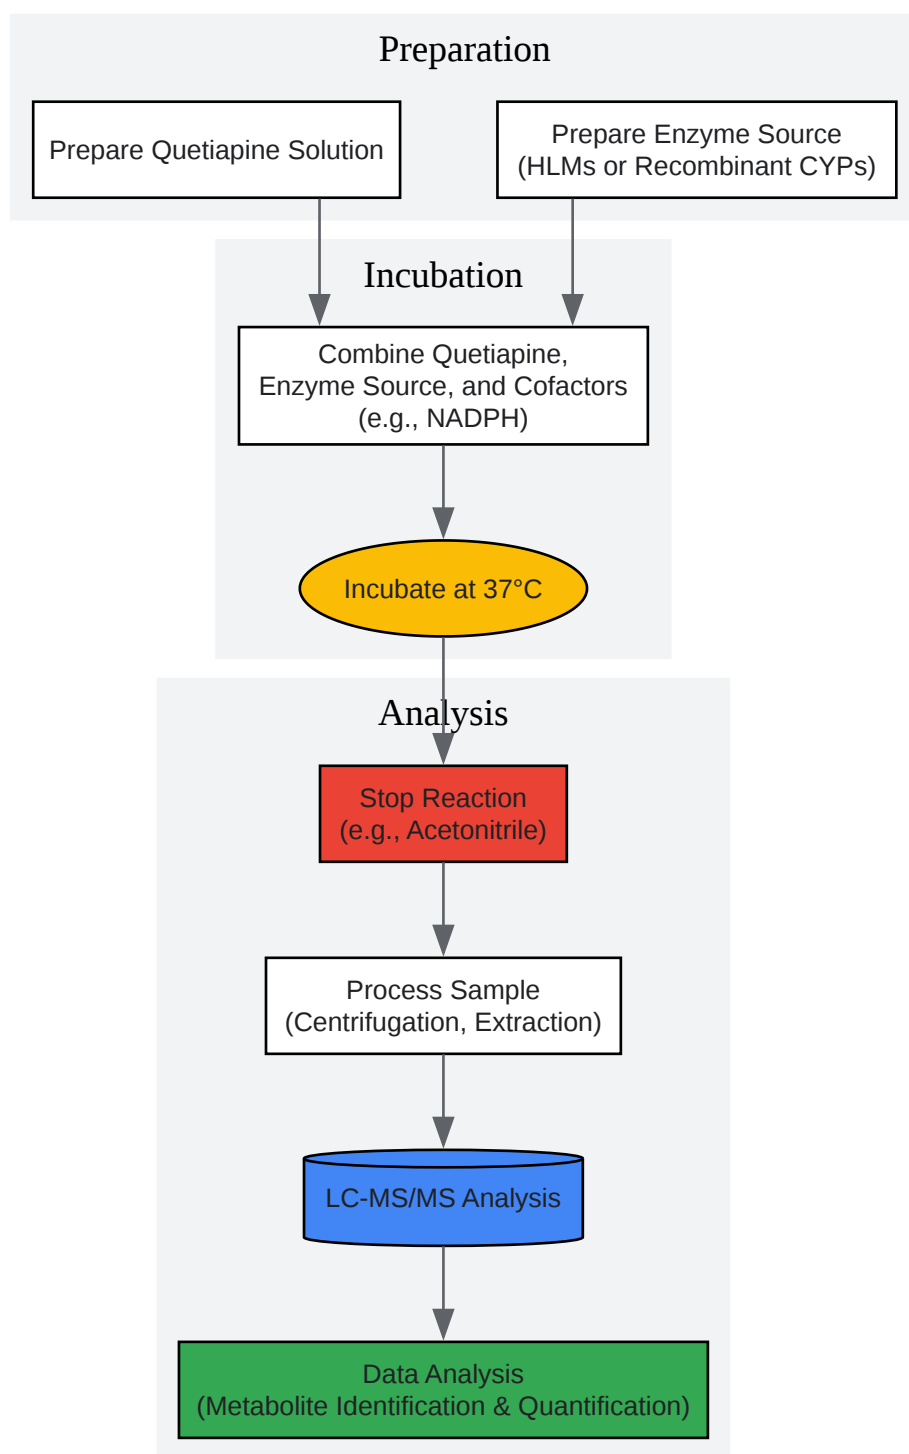 Preparation
Prepare Quetiapine Solution
Prepare Enzyme Source
(HLMs or Recombinant CYPs)
Incubation
Combine Quetiapine,
Enzyme Source, and Cofactors
(e.g., NADPH)
Incubate at 37°C
Analysis
Stop Reaction
(e.g., Acetonitrile)
Process Sample
(Centrifugation, Extraction)
LC-MS/MS Analysis
Data Analysis
(Metabolite Identification & Quantification)